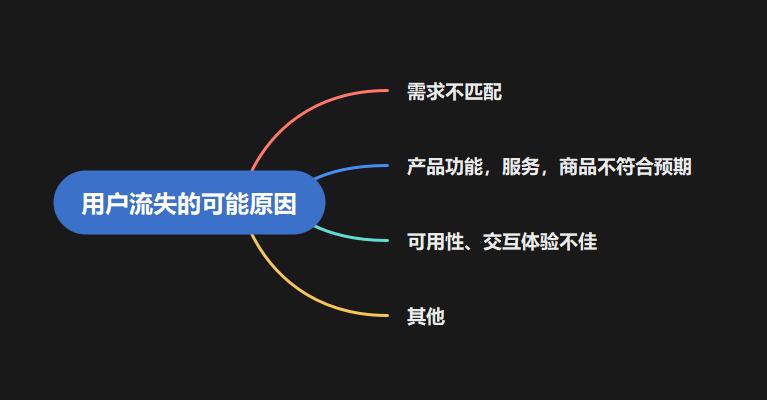 用户流失的可能原因
需求不匹配
产品功能，服务，商品不符合预期
可用性、交互体验不佳
其他